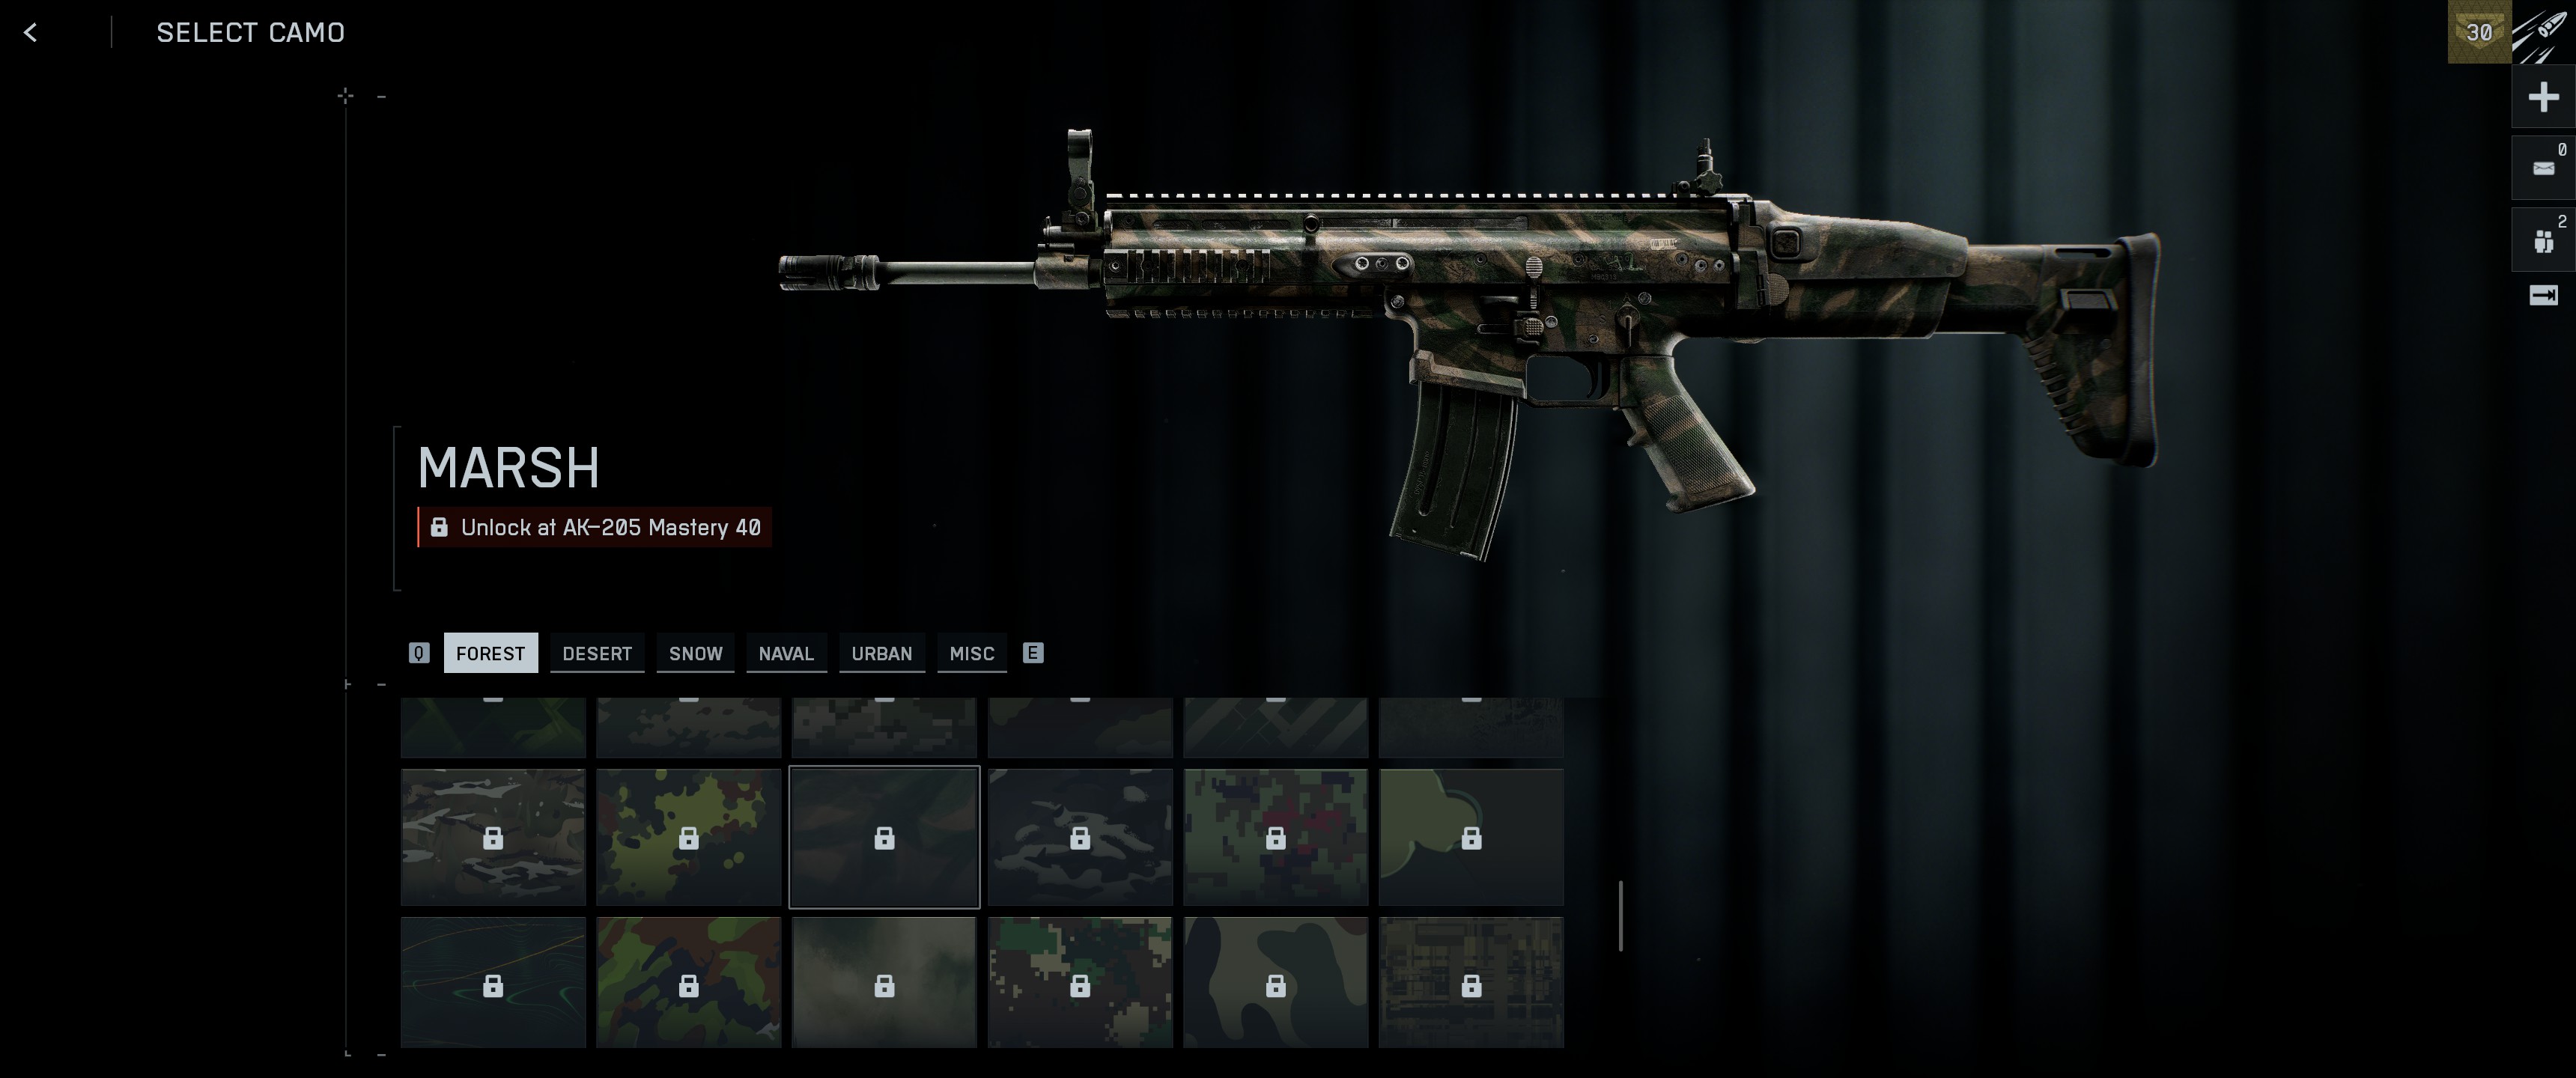 SELECT CAMO
30
0
2
MARSH
Unlock at AK-205 Mastery 40
Q FOREST DESERT SNOW NAVAL URBAN MISC E